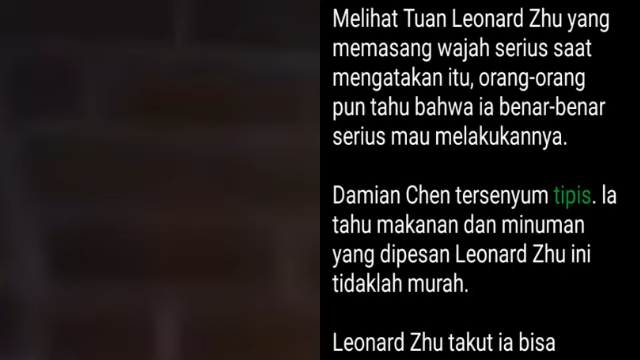 Melihat Tuan Leonard Zhu yang
memasang wajah serius saat
mengatakan itu, orang-orang
pun tahu bahwa ia benar-benar
serius mau melakukannya.
Damian Chen tersenyum tipis. Ia
tahu makanan dan minuman
yang dipesan Leonard Zhu ini
tidaklah murah.
Leonard Zhu takut ia bisa